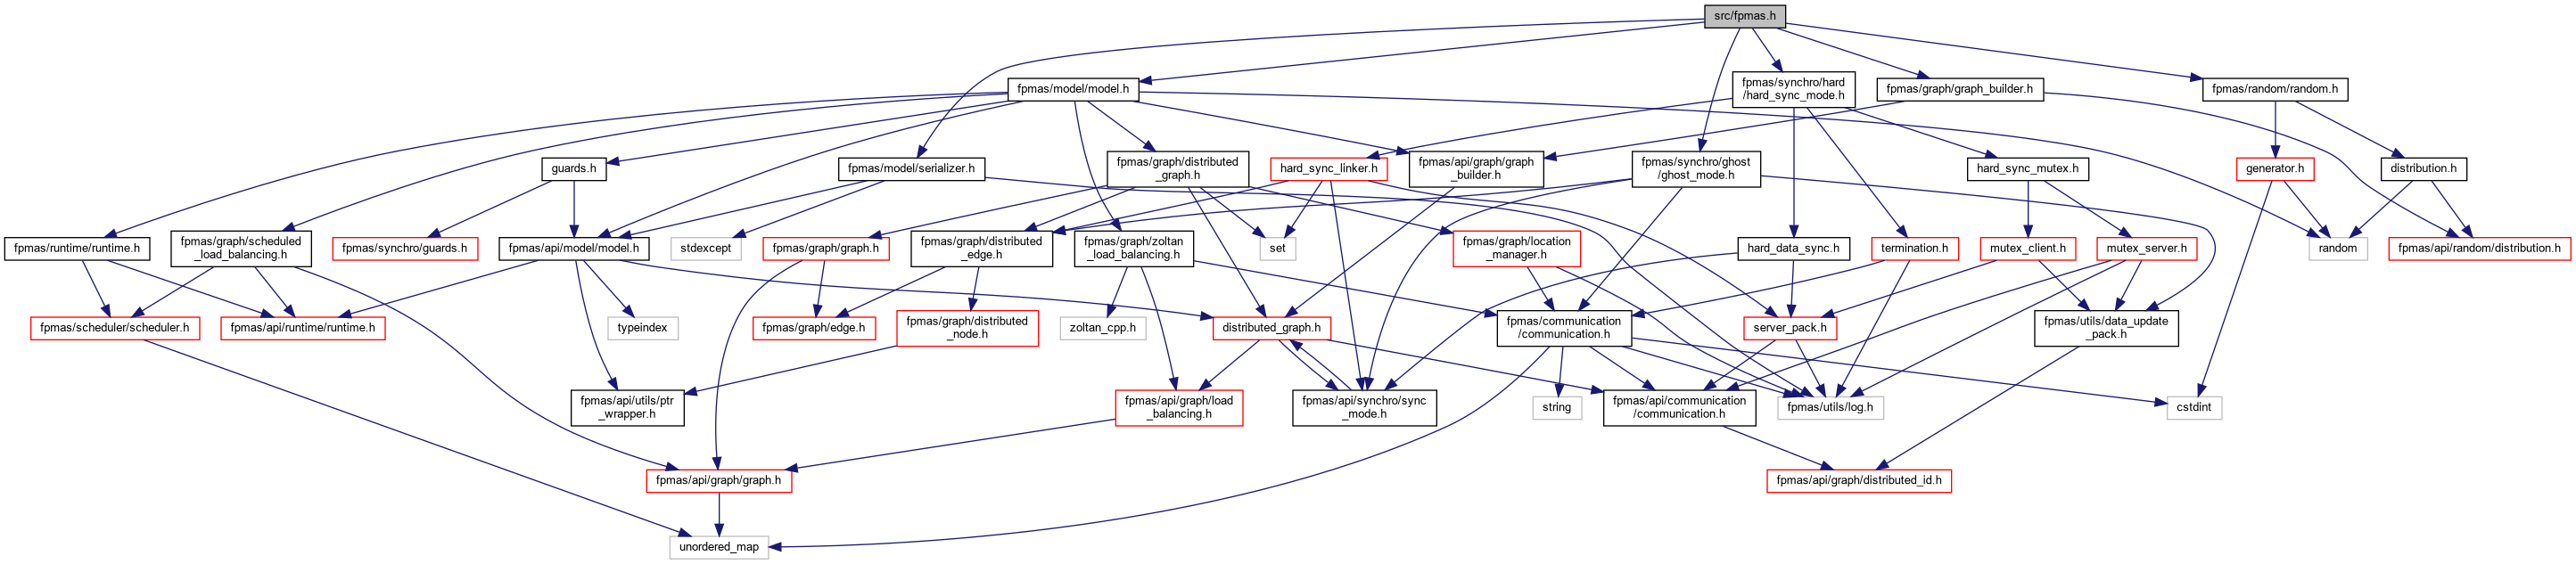 src/fpmas.h
fpmas/model/model.h
fpmas/synchro/hard
/hard_sync_mode.h
fpmas/graph/graph_builder.h
fpmas/random/random.h
guards.h
fpmas/model/serializer.h
fpmas/graph/distributed
_graph.h
hard_sync_linker.h
fpmas/api/graph/graph
_builder.h
fpmas/synchro/ghost
/ghost_mode.h
hard_sync_mutex.h
generator.h
distribution.h
fpmas/runtime/runtime.h
fpmas/graph/scheduled
_load_balancing.h
fpmas/synchro/guards.h
fpmas/api/model/model.h
stdexcept
fpmas/graph/graph.h
fpmas/graph/distributed
_edge.h
fpmas/graph/zoltan
_load_balancing.h
set
fpmas/graph/location
_manager.h
hard_data_sync.h
termination.h
mutex_client.h
mutex_server.h
random
fpmas/api/random/distribution.h
fpmas/scheduler/scheduler.h
fpmas/api/runtime/runtime.h
typeindex
fpmas/graph/edge.h
fpmas/graph/distributed
_node.h
zoltan_cpp.h
distributed_graph.h
fpmas/communication
/communication.h
server_pack.h
fpmas/utils/data_update
_pack.h
fpmas/api/utils/ptr
_wrapper.h
fpmas/api/graph/load
_balancing.h
fpmas/api/synchro/sync
_mode.h
string
fpmas/api/communication
/communication.h
fpmas/utils/log.h
cstdint
fpmas/api/graph/graph.h
fpmas/api/graph/distributed_id.h
unordered_map